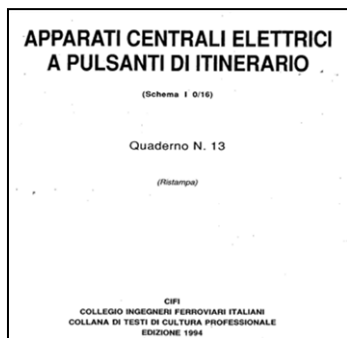 APPARATI CENTRALI ELETTRICI
A PULSANTI DI ITINERARIO
(Schema I 0/16)
Quaderno N. 13
(Ristampa)
CIFI
COLLEGIO INGEGNERI FERROVIARI ITALIANI
COLLANA DI TESTI DI CULTURA PROFESSIONALE
EDIZIONE 1994